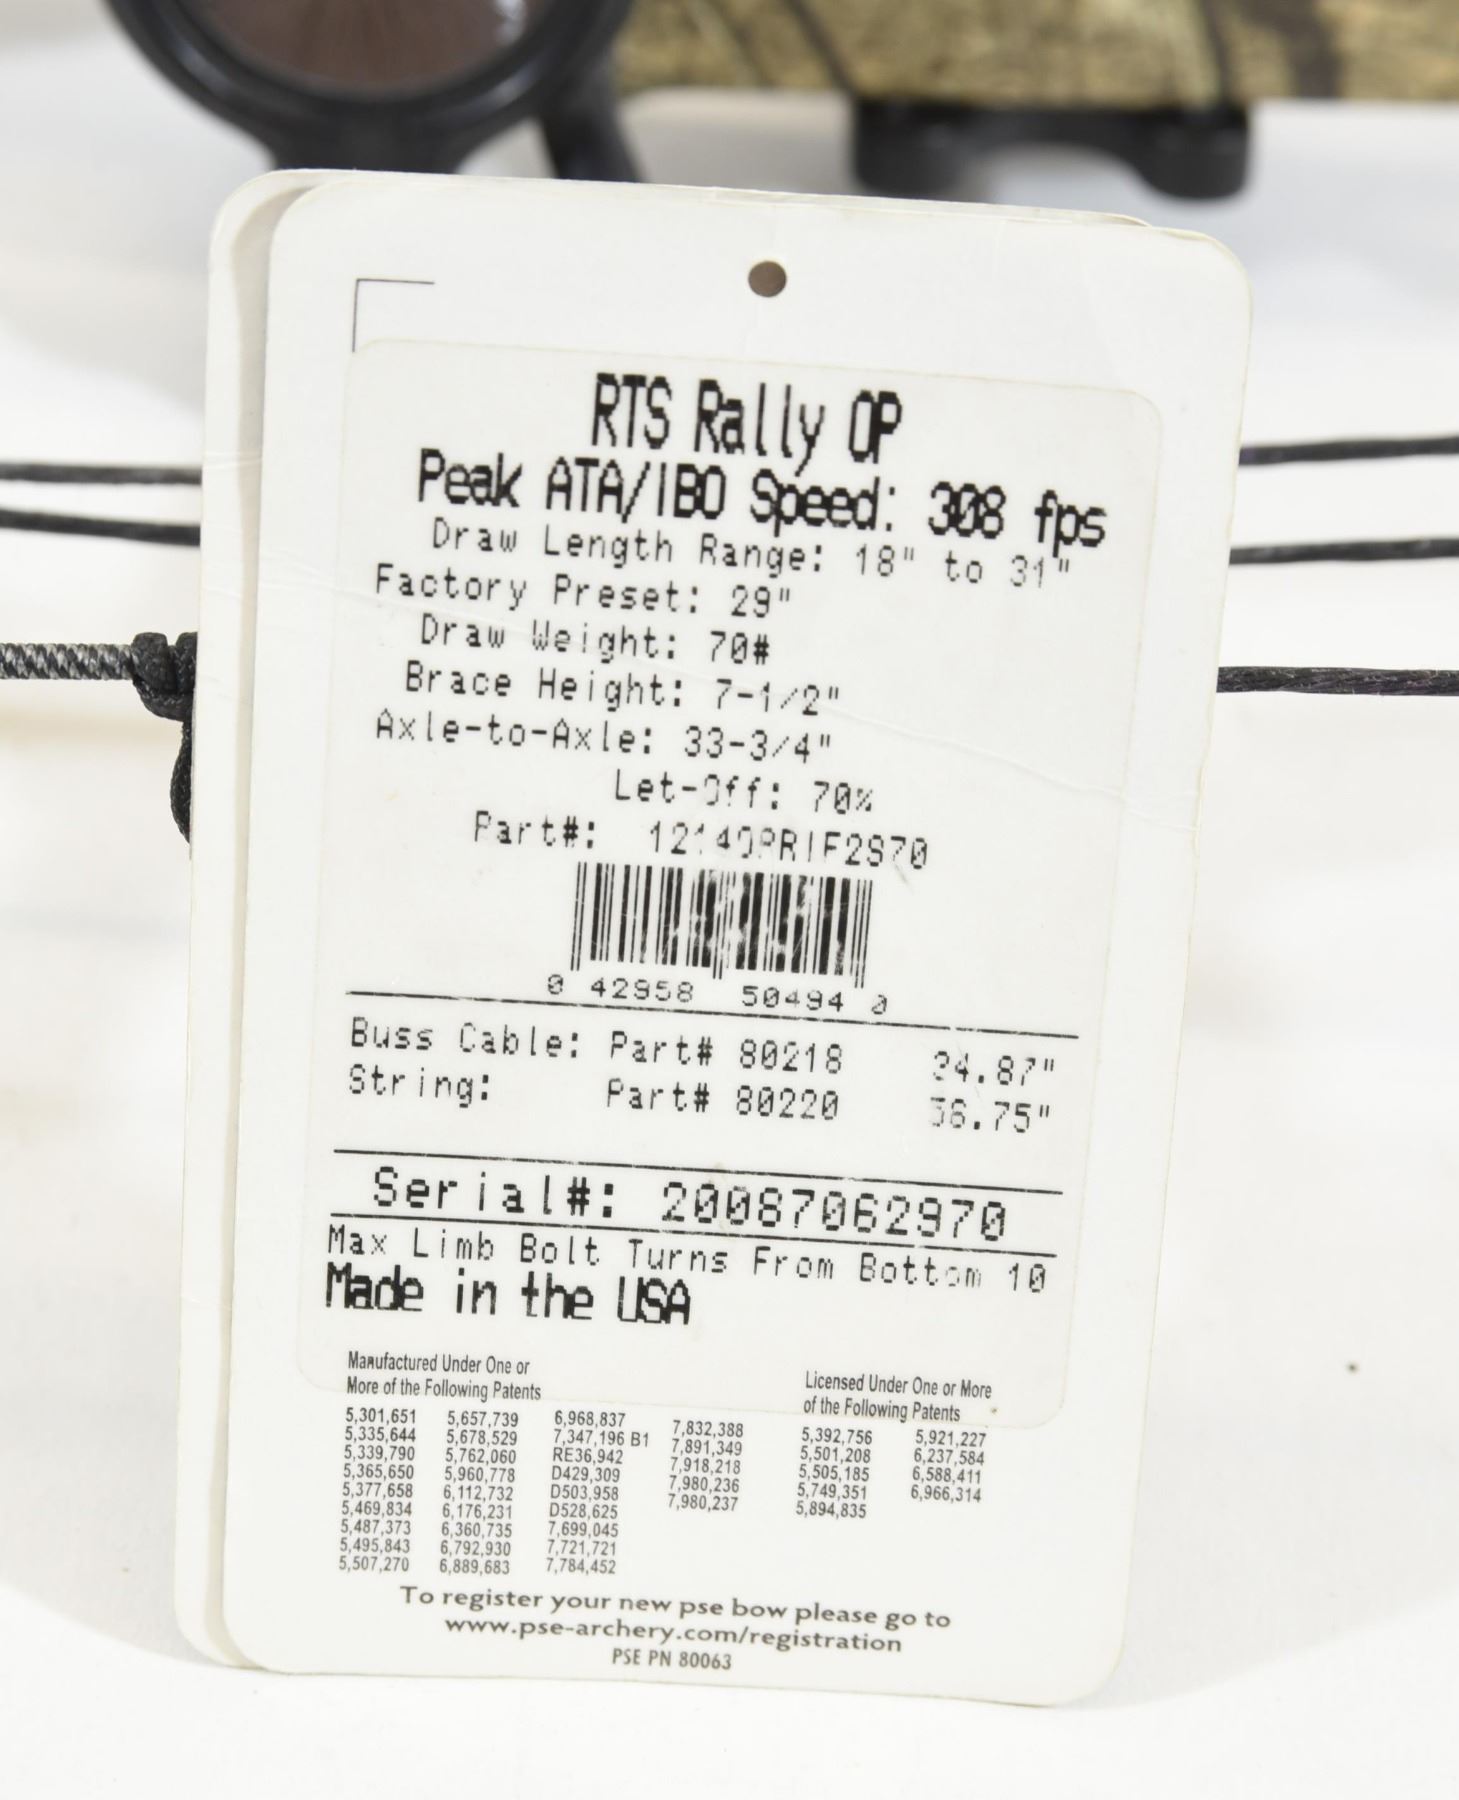 RTS Rally OP
Peak ATA/IBO Speed: 308 fps
Draw Length Range: 18" to 31"
Factory Preset: 29"
Draw Weight: 70#
Brace Height: 7-1/2"
Axle-to-Axle: 33-3/4"
Let-Off: 70%
Part#:
0 42958 50494 0
Buss Cable: Part# 80218
String: Part# 80220
Serial#: 20087062970
Max Limb Bolt Turns From Bottom 10
Made in the USA
Manufactured Under One or
More of the Following Patents
5,301,651 5,657,739 6,968,837 7,832,388
5,335,644 5,678,529 7,347,196 B1 7,891,349
5,339,790 5,762,060 RE36,942 7,918,218
5,365,650 5,960,778 D429,309 7,980,236
5,377,658 6,112,732 D503,958 7,980,237
5,469,834 6,176,231 D528,625
5,487,373 6,360,735 7,699,045
5,495,843 6,792,930 7,721,721
5,507,270 6,889,683 7,784,452
Licensed Under One or More
of the Following Patents
5,392,756 5,921,227
5,501,208 6,237,584
5,505,185 6,588,411
5,749,351 6,966,314
5,894,835
To register your new pse bow please go to
www.pse-archery.com/registration
PSE PN 80063